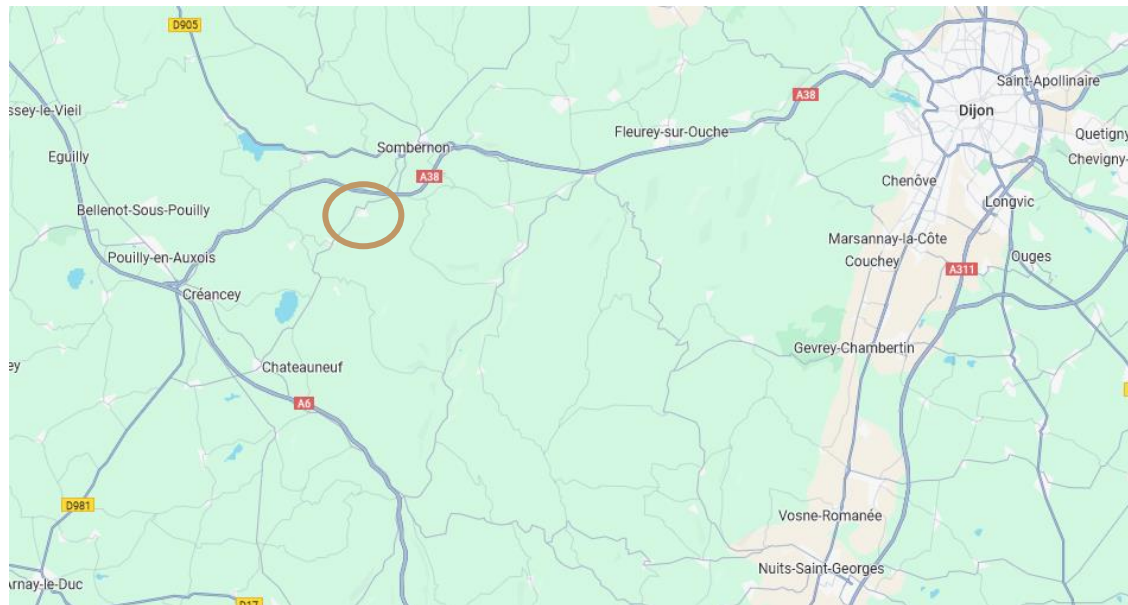 D905
Saint-Apollinaire
A38
ssey-le-Vieil
Dijon
Fleurey-sur-Ouche
Quetigny
Sombernon
Eguilly
Chevigny-
A38
Chenôve
Longvic
Bellenot-Sous-Pouilly
Marsannay-la-Côte
Pouilly-en-Auxois
Couchey
Ouges
A311
Créancey
Gevrey-Chambertin
ey
Chateauneuf
A6
D981
Vosne-Romanée
Nuits-Saint-Georges
Arnay-le-Duc
D17